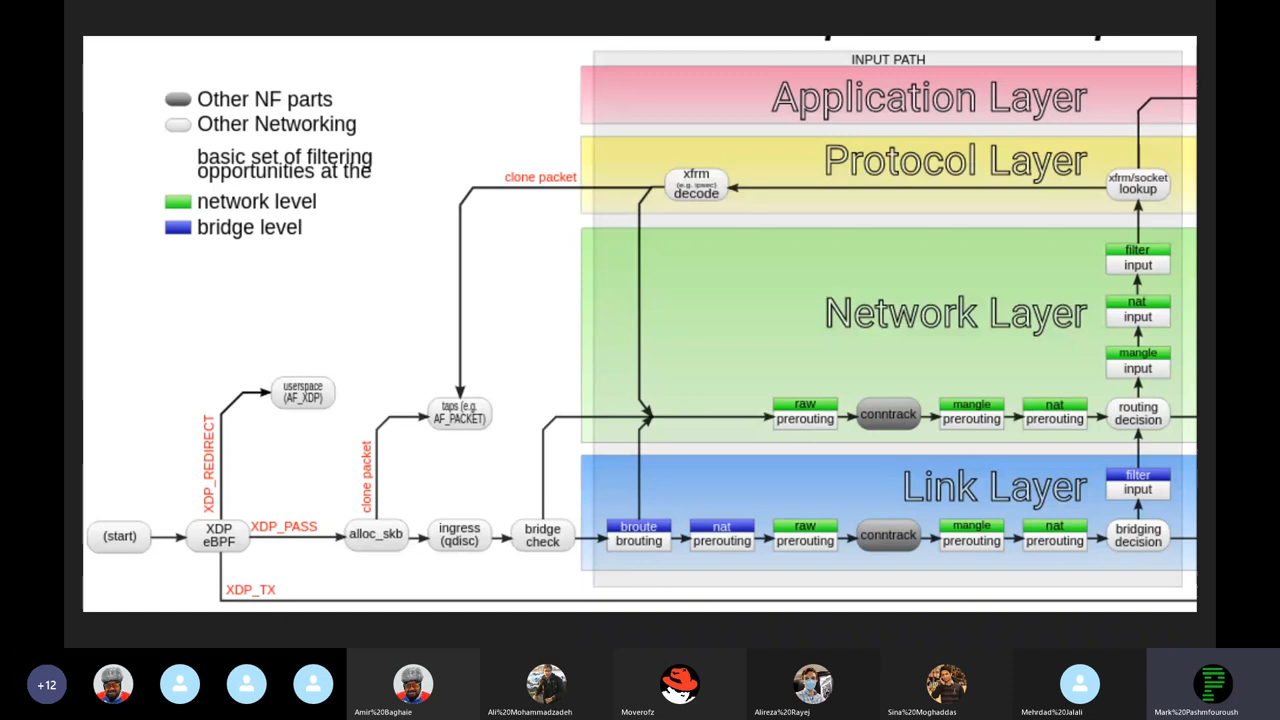 INPUT PATH
Application Layer
Other NF parts
Other Networking
basic set of filtering
opportunities at the
network level
bridge level
Protocol Layer
clone packet
xfrm
(e.g. ipsec)
decode
xfrm/socket
lookup
filter
input
Network Layer
nat
input
mangle
input
userspace
(AF_XDP)
taps (e.g.
AF_PACKET)
raw
prerouting
conntrack
mangle
prerouting
nat
prerouting
routing
decision
XDP_REDIRECT
clone packet
Link Layer
filter
input
(start)
XDP
eBPF
XDP_PASS
alloc_skb
ingress
(qdisc)
bridge
check
broute
brouting
nat
prerouting
raw
prerouting
conntrack
mangle
prerouting
nat
prerouting
bridging
decision
XDP_TX
+12
Amir%20Baghaie
Ali%20Mohammadzadeh
Moverofz
Alireza%20Rayej
Sina%20Moghaddas
Mehrdad%20Jalali
Mark%20Pashmfouroush